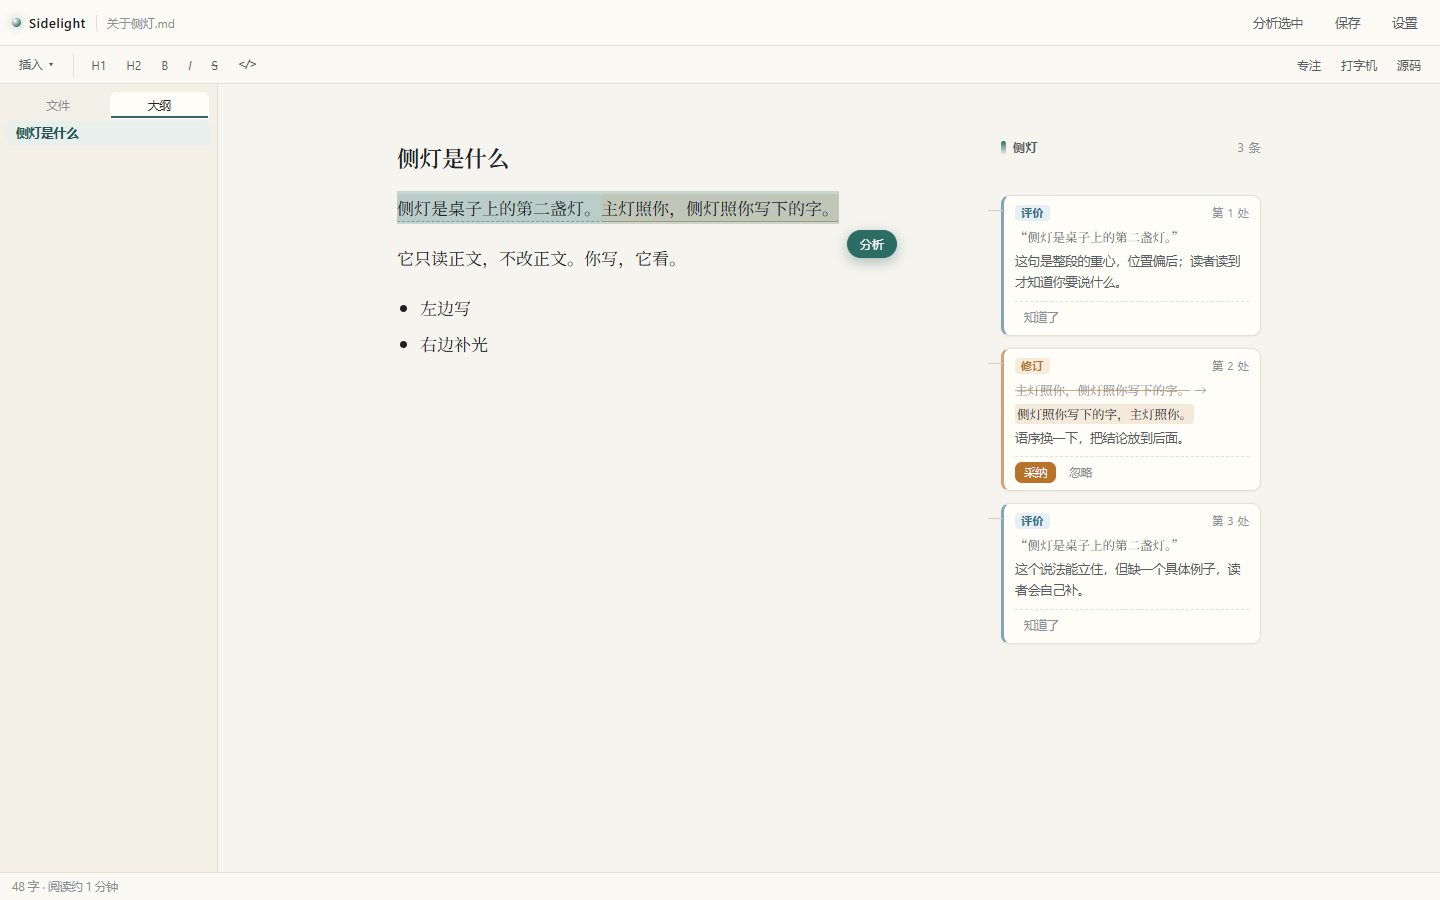 Sidelight 关于侧灯.md 分析选中 保存 设置
插入 H1 H2 B I S </> 专注 打字机 源码
文件 大纲
侧灯是什么
侧灯是什么
侧灯是桌子上的第二盏灯。主灯照你，侧灯照你写下的字。
分析
它只读正文，不改正文。你写，它看。
左边写
右边补光
侧灯 3 条
评价 第 1 处
“侧灯是桌子上的第二盏灯。”
这句是整段的重心，位置偏后；读者读到
才知道你要说什么。
知道了
修订 第 2 处
主灯照你，侧灯照你写下的字。 →
侧灯照你写下的字，主灯照你。
语序换一下，把结论放到后面。
采纳 忽略
评价 第 3 处
“侧灯是桌子上的第二盏灯。”
这个说法能立住，但缺一个具体例子，读
者会自己补。
知道了
48 字 · 阅读约 1 分钟